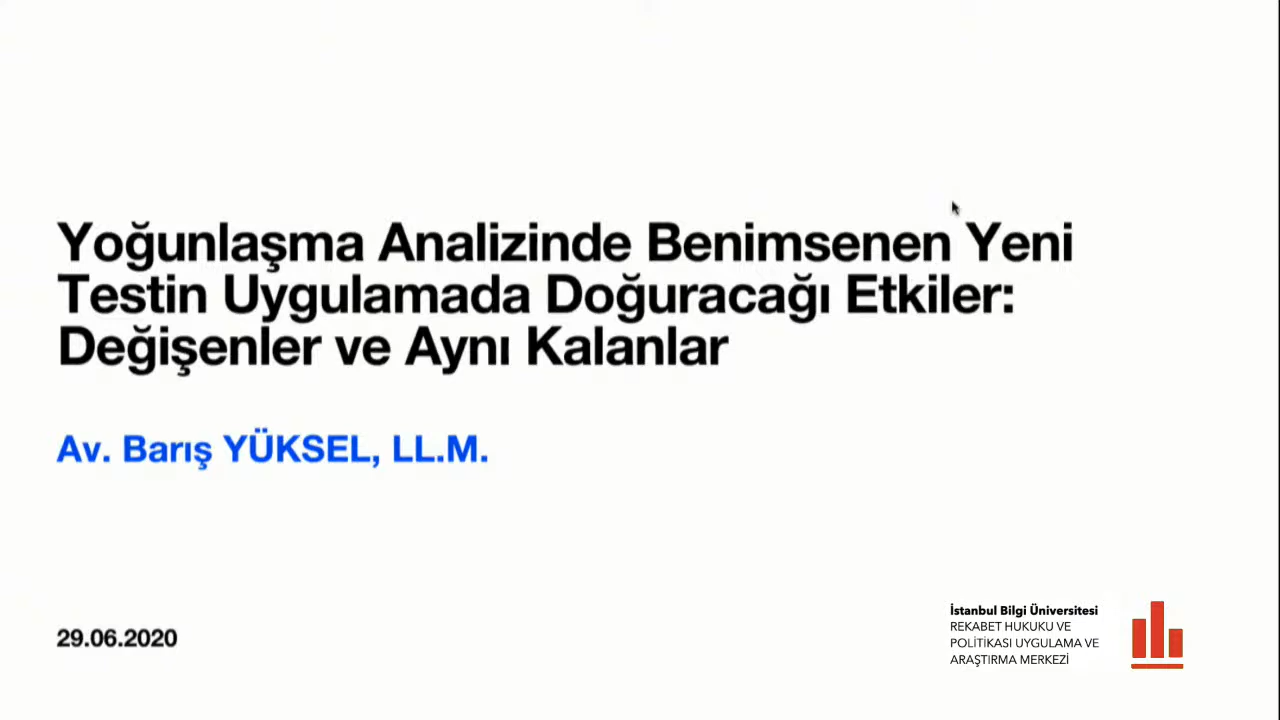 Yoğunlaşma Analizinde Benimsenen Yeni
Testin Uygulamada Doğuracağı Etkiler:
Değişenler ve Aynı Kalanlar
Av. Barış YÜKSEL, LL.M.
29.06.2020
İstanbul Bilgi Üniversitesi
REKABET HUKUKU VE
POLİTİKASI UYGULAMA VE
ARAŞTIRMA MERKEZİ